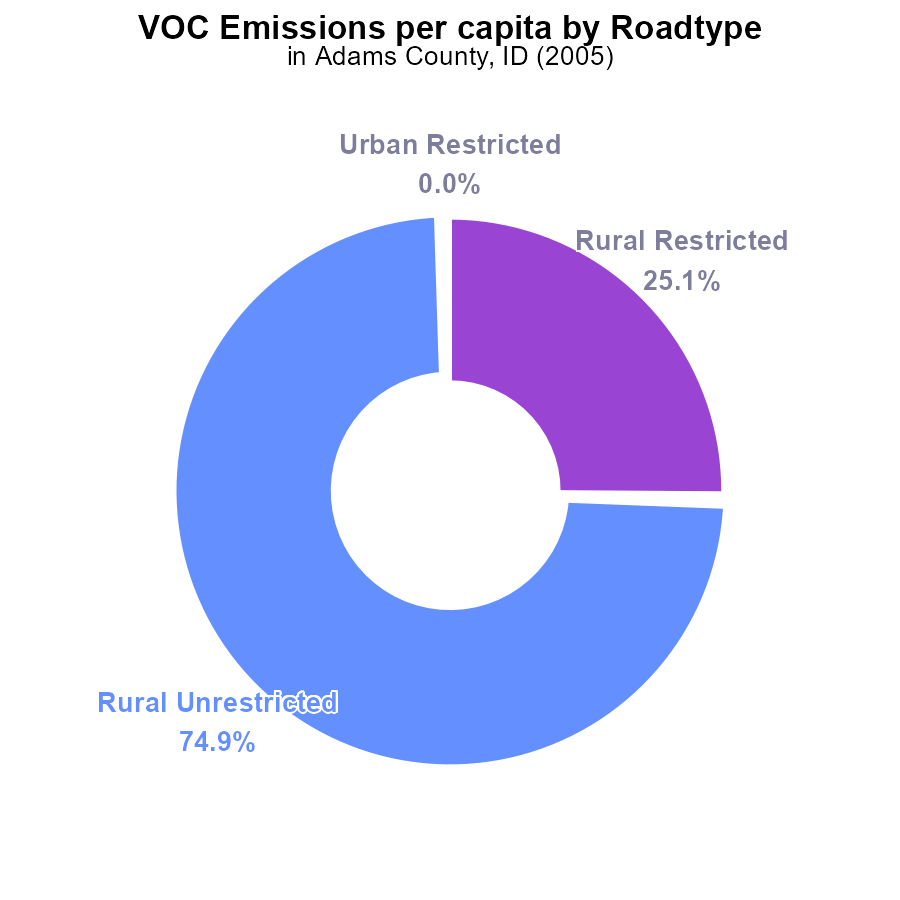 VOC Emissions per capita by Roadtype
in Adams County, ID (2005)
Urban Restricted
0.0%
Rural Restricted
25.1%
Rural Unrestricted
74.9%